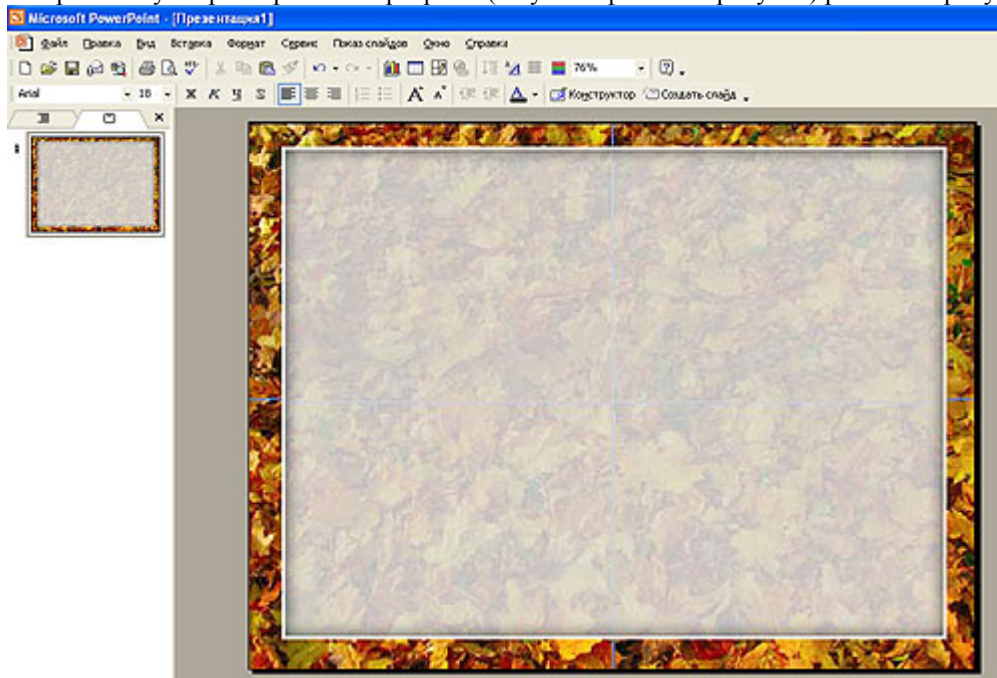 Microsoft PowerPoint - [Презентация1]
Файл Правка Вид Вставка Формат Сервис Показ слайдов Окно Справка
76%
Arial 18 Ж К Ч S Конструктор Создать слайд
1